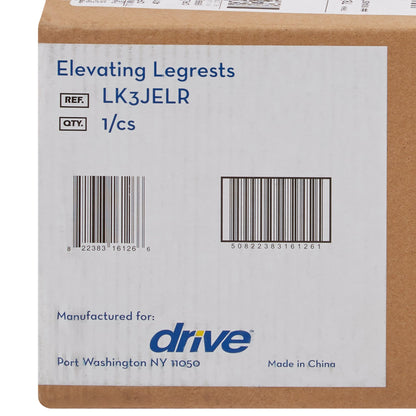 Elevating Legrests
REF. LK3JELR
QTY. 1/cs
8 22383 16126 6
50822383161261
Manufactured for:
drive
Port Washington NY 11050
Made in China